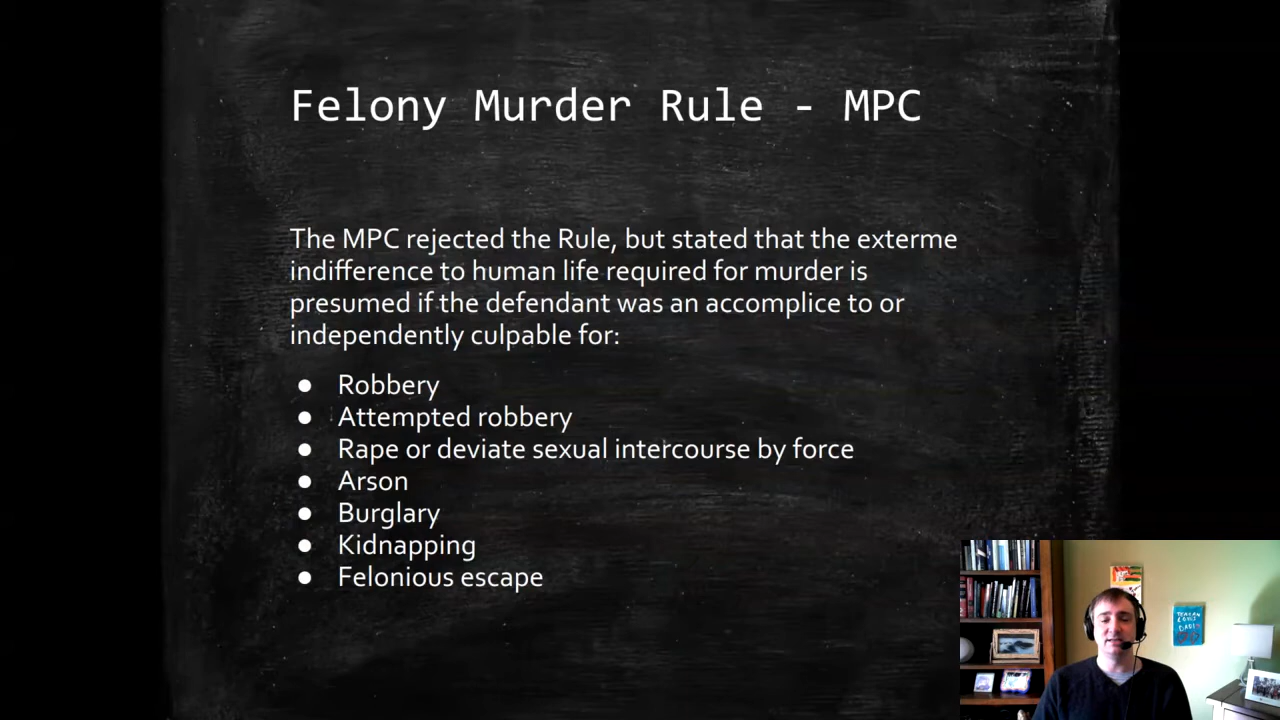 Felony Murder Rule - MPC
The MPC rejected the Rule, but stated that the exterme
indifference to human life required for murder is
presumed if the defendant was an accomplice to or
independently culpable for:
● Robbery
● Attempted robbery
● Rape or deviate sexual intercourse by force
● Arson
● Burglary
● Kidnapping
● Felonious escape